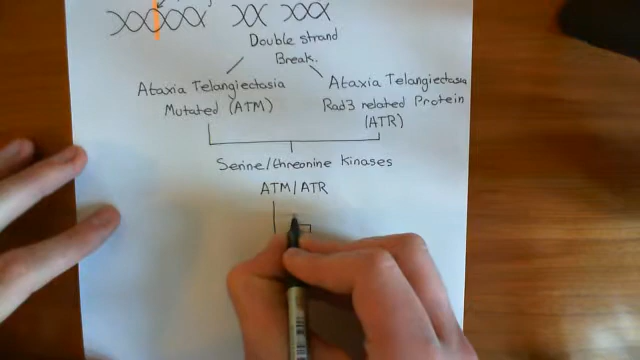 Double strand
Break.
Ataxia Telangiectasia
Mutated (ATM)
Ataxia Telangiectasia
Rad3 related Protein
(ATR)
Serine/threonine kinases
ATM/ATR